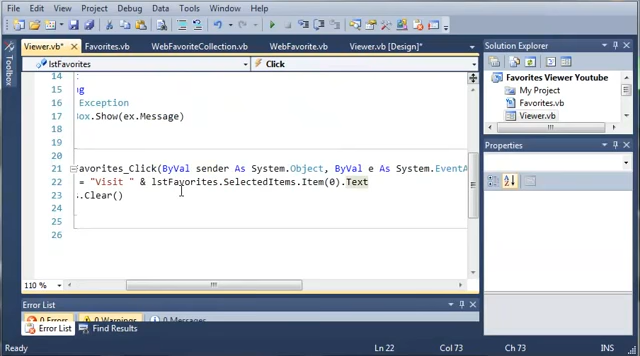 File Edit View Project Build Debug Data Tools Window Help
Viewer.vb* Favorites.vb WebFavoriteCollection.vb WebFavorite.vb Viewer.vb [Design]*
Solution Explorer
Toolbox
lstFavorites Click
Favorites Viewer Youtube
My Project
Favorites.vb
Viewer.vb
14 :
15 ng
16 Exception
17 ox.Show(ex.Message)
18
19
20
21 avorites_Click(ByVal sender As System.Object, ByVal e As System.EventA
22 = "Visit " & lstFavorites.SelectedItems.Item(0).Text
23 s.Clear()
24
25
26
Properties
110 %
Error List
0 Errors 0 Warnings 0 Messages
Error List Find Results
Ready Ln 22 Col 73 Ch 73 INS